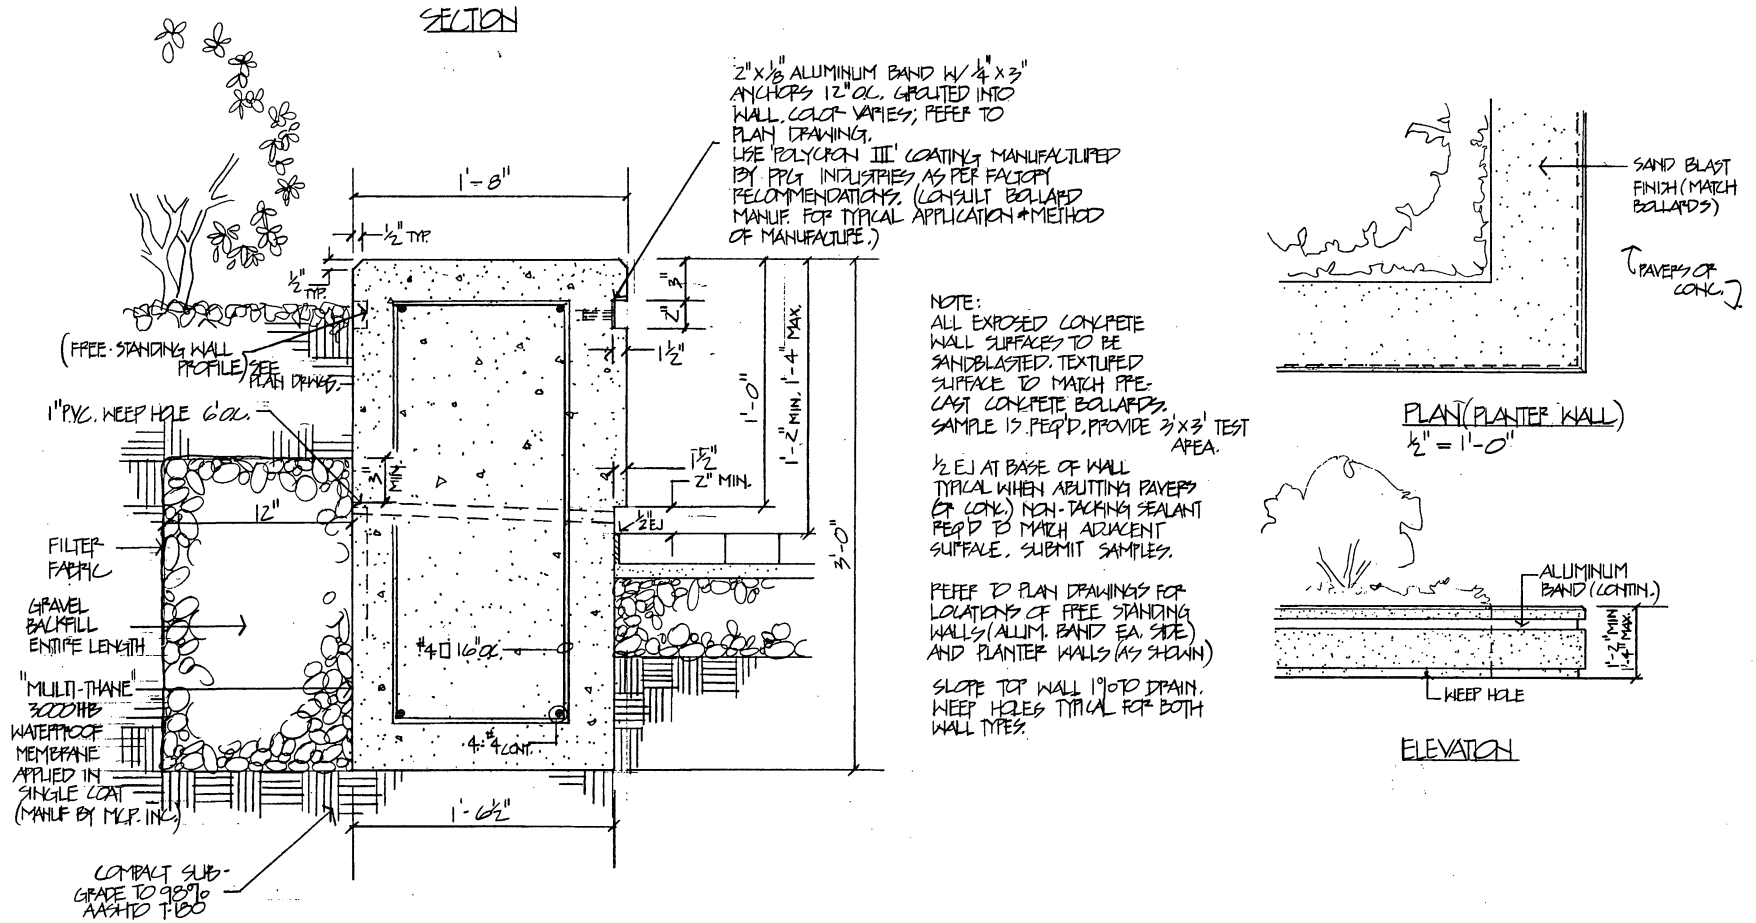 SECTION
2" X 1/8" ALUMINUM BAND W/ 1/4" X 3"
ANCHORS 12" O.C. GROUTED INTO
WALL. COLOR VARIES; REFER TO
PLAN DRAWING.
USE 'POLYCRON III' COATING MANUFACTURED
BY PPG INDUSTRIES AS PER FACTORY
RECOMMENDATIONS. (CONSULT BOLLARD
MANUF. FOR TYPICAL APPLICATION & METHOD
OF MANUFACTURE.)
1'-8"
1/2" TYP.
1/2"
TYP.
3"
2"
1 1/2"
1'-0"
1'-2" MIN. 1'-4" MAX.
3'-0"
(FREE-STANDING WALL
PROFILE) SEE
PLAN DRWGS.
1" P.V.C. WEEP HOLE 6' O.C.
3"
MIN.
1 1/2"
2" MIN.
1/2" EJ
12"
FILTER
FABRIC
GRAVEL
BACKFILL
ENTIRE LENGTH
"MULTI-THANE"
3000 HB
WATERPROOF
MEMBRANE
APPLIED IN
SINGLE COAT
(MANUF BY M.C.P. INC.)
#4 □ 16" O.C.
4-#4 CONT.
1'-6 1/2"
COMPACT SUB-
GRADE TO 98%
AASHTO T-180
NOTE:
ALL EXPOSED CONCRETE
WALL SURFACES TO BE
SANDBLASTED. TEXTURED
SURFACE TO MATCH PRE-
CAST CONCRETE BOLLARDS.
SAMPLE IS REQ'D. PROVIDE 3' X 3' TEST
AREA.
1/2 EJ AT BASE OF WALL
TYPICAL WHEN ABUTTING PAVERS
(OR CONC.) NON-TACKING SEALANT
REQ'D TO MATCH ADJACENT
SURFACE. SUBMIT SAMPLES.
REFER TO PLAN DRAWINGS FOR
LOCATIONS OF FREE STANDING
WALLS (ALUM. BAND EA. SIDE)
AND PLANTER WALLS (AS SHOWN)
SLOPE TOP WALL 1% TO DRAIN.
WEEP HOLES TYPICAL FOR BOTH
WALL TYPES.
SAND BLAST
FINISH (MATCH
BOLLARDS)
PAVERS OR
CONC.
PLAN (PLANTER WALL)
1/2" = 1'-0"
ALUMINUM
BAND (CONTIN.)
1'-2" MIN
1'-4" MAX.
WEEP HOLE
ELEVATION